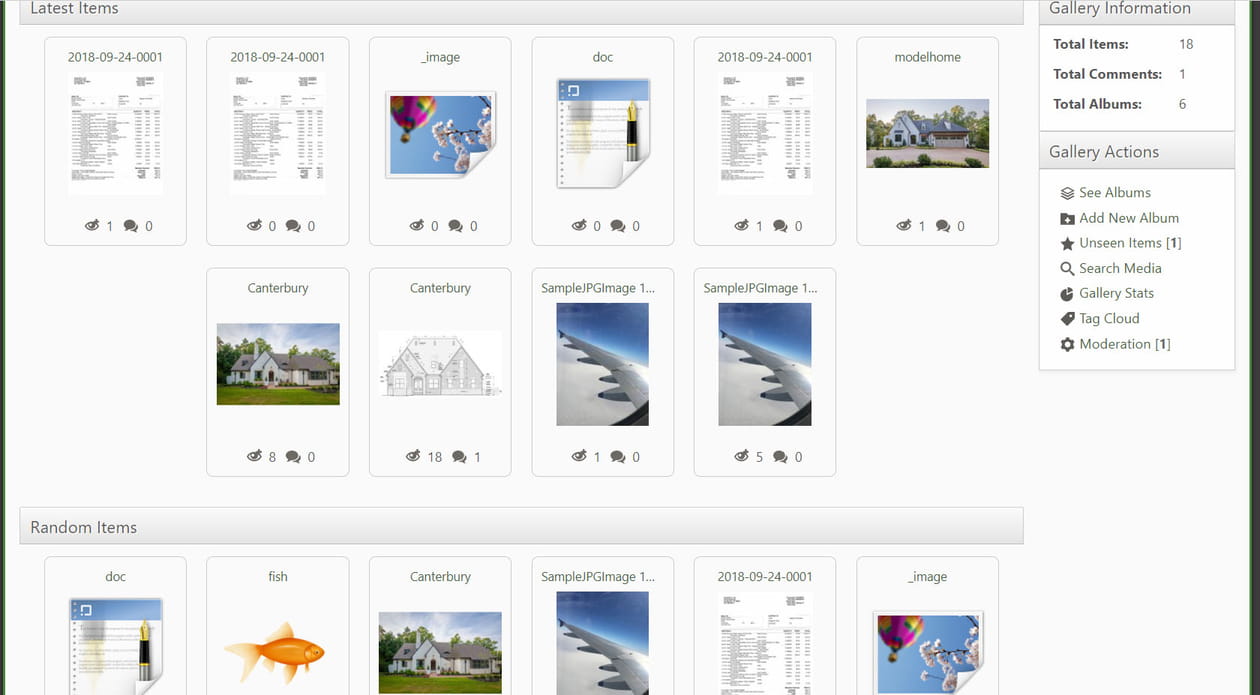 Latest Items
2018-09-24-0001
2018-09-24-0001
_image
doc
2018-09-24-0001
modelhome
1 0
0 0
0 0
0 0
1 0
1 0
Canterbury
Canterbury
SampleJPGImage 1...
SampleJPGImage 1...
8 0
18 1
1 0
5 0
Random Items
doc
fish
Canterbury
SampleJPGImage 1...
2018-09-24-0001
_image
Gallery Information
Total Items: 18
Total Comments: 1
Total Albums: 6
Gallery Actions
See Albums
Add New Album
Unseen Items [1]
Search Media
Gallery Stats
Tag Cloud
Moderation [1]